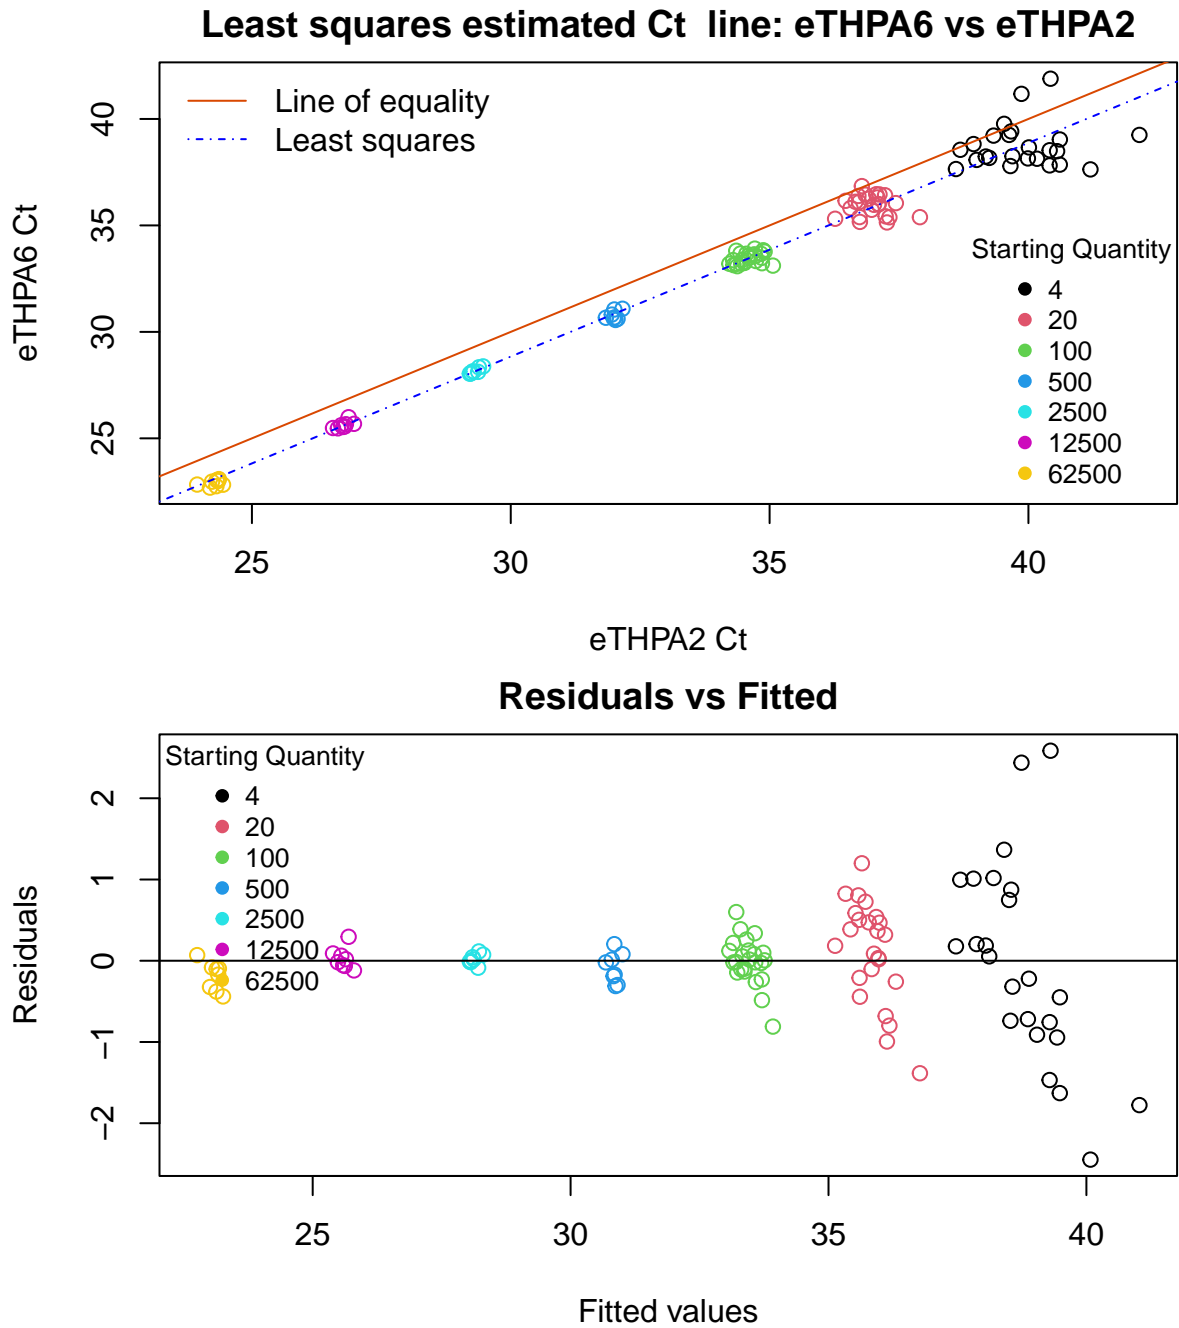 Least squares estimated Ct  line: eTHPA6 vs eTHPA2
Line of equality
Least squares
eTHPA6 Ct
40
35
30
25
Starting Quantity
4
20
100
500
2500
12500
62500
25 30 35 40
eTHPA2 Ct
Residuals vs Fitted
Starting Quantity
4
20
100
500
2500
12500
62500
Residuals
2
1
0
−1
−2
25 30 35 40
Fitted values